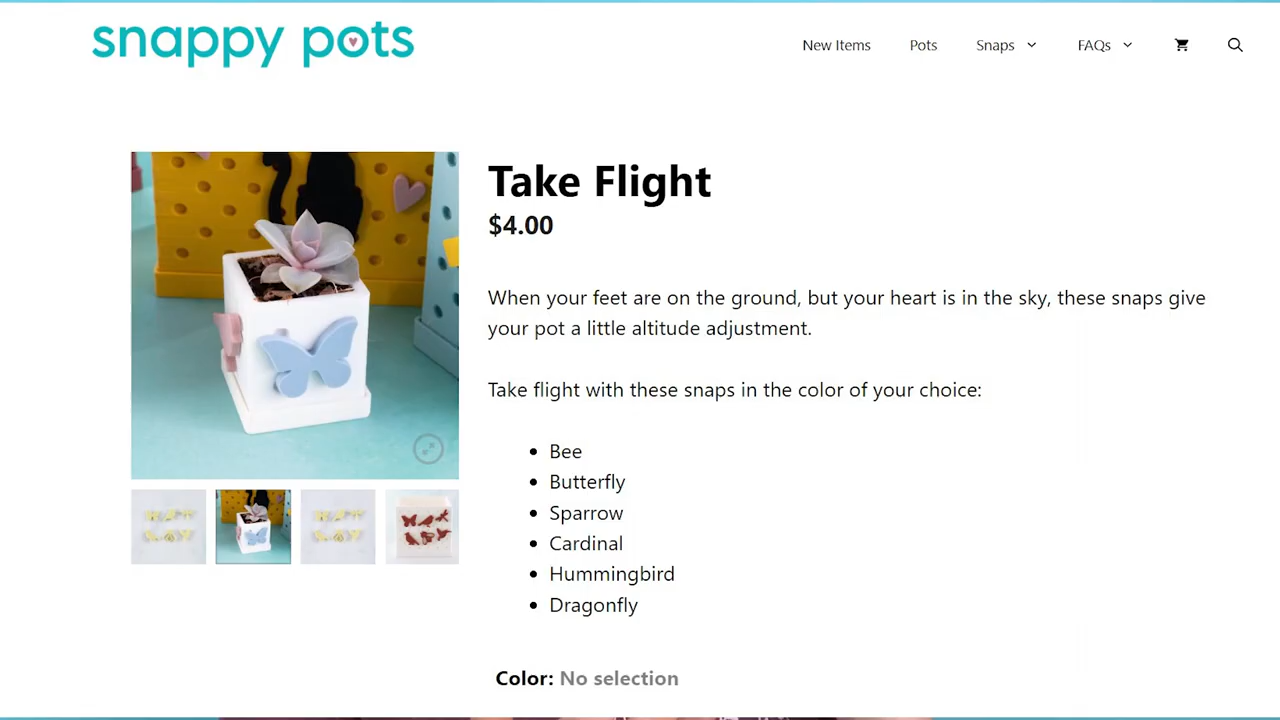 snappy pots
New Items Pots Snaps FAQs
Take Flight
$4.00
When your feet are on the ground, but your heart is in the sky, these snaps give
your pot a little altitude adjustment.
Take flight with these snaps in the color of your choice:
Bee
Butterfly
Sparrow
Cardinal
Hummingbird
Dragonfly
Color: No selection